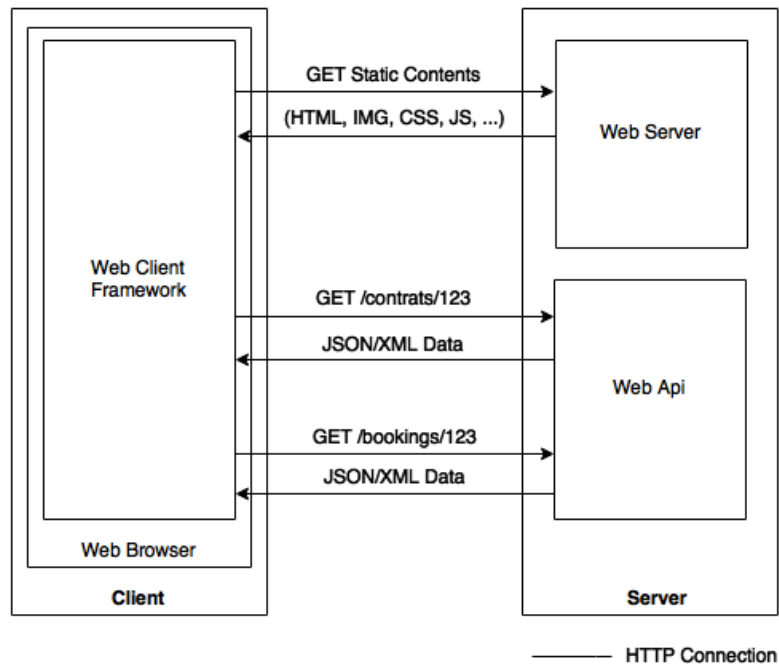 GET Static Contents
(HTML, IMG, CSS, JS, ...)
Web Server
Web Client
Framework
GET /contrats/123
JSON/XML Data
Web Api
GET /bookings/123
JSON/XML Data
Web Browser
Client
Server
HTTP Connection